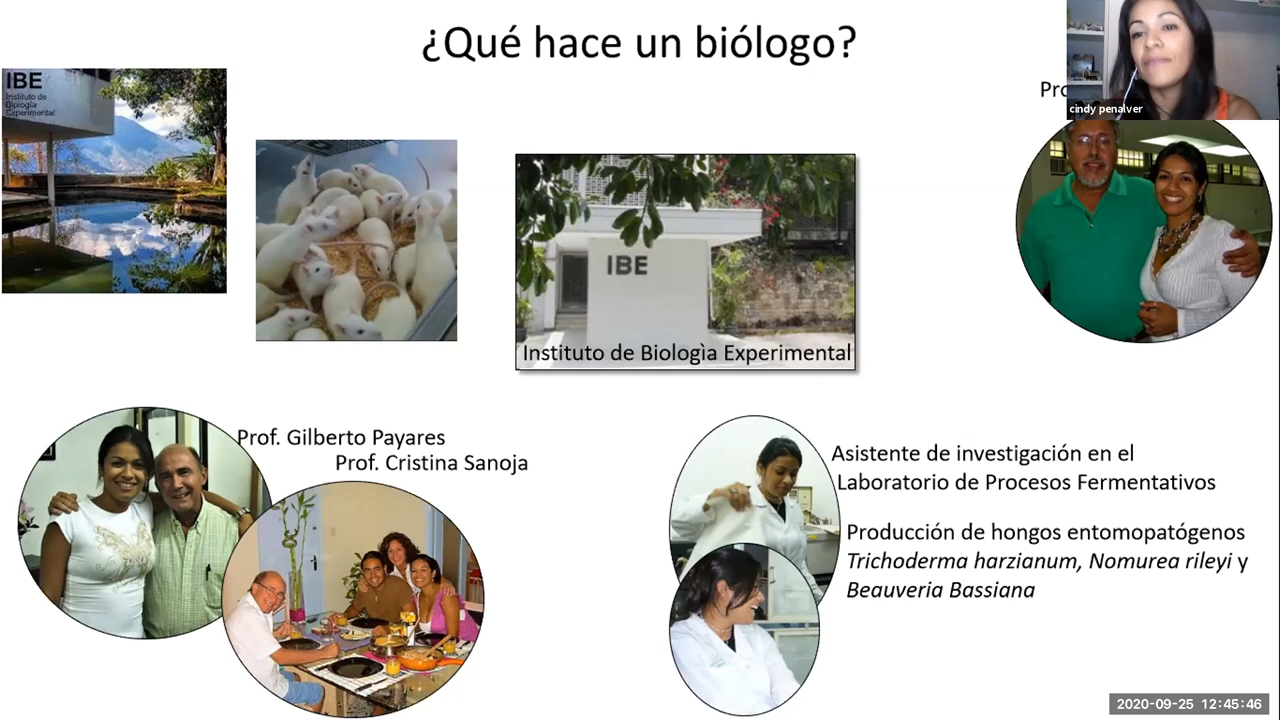 ¿Qué hace un biólogo?
IBE
Instituto de
Biología
Experimental
cindy penalver
IBE
Instituto de Biologìa Experimental
Prof. Gilberto Payares
Prof. Cristina Sanoja
Asistente de investigación en el
Laboratorio de Procesos Fermentativos
Producción de hongos entomopatógenos
Trichoderma harzianum, Nomurea rileyi y
Beauveria Bassiana
2020-09-25 12:45:46